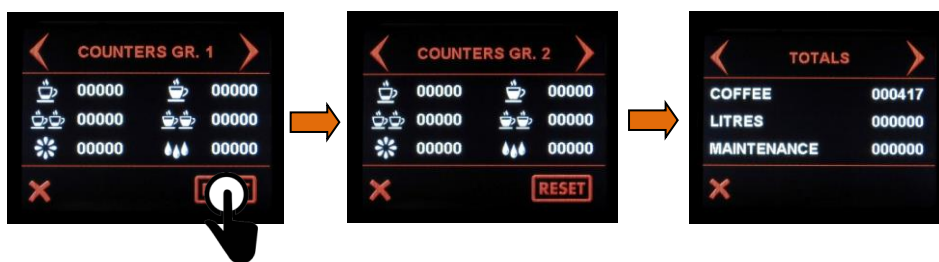 COUNTERS GR. 1
00000 00000
00000 00000
00000 00000
COUNTERS GR. 2
00000 00000
00000 00000
00000 00000
RESET
TOTALS
COFFEE 000417
LITRES 000000
MAINTENANCE 000000